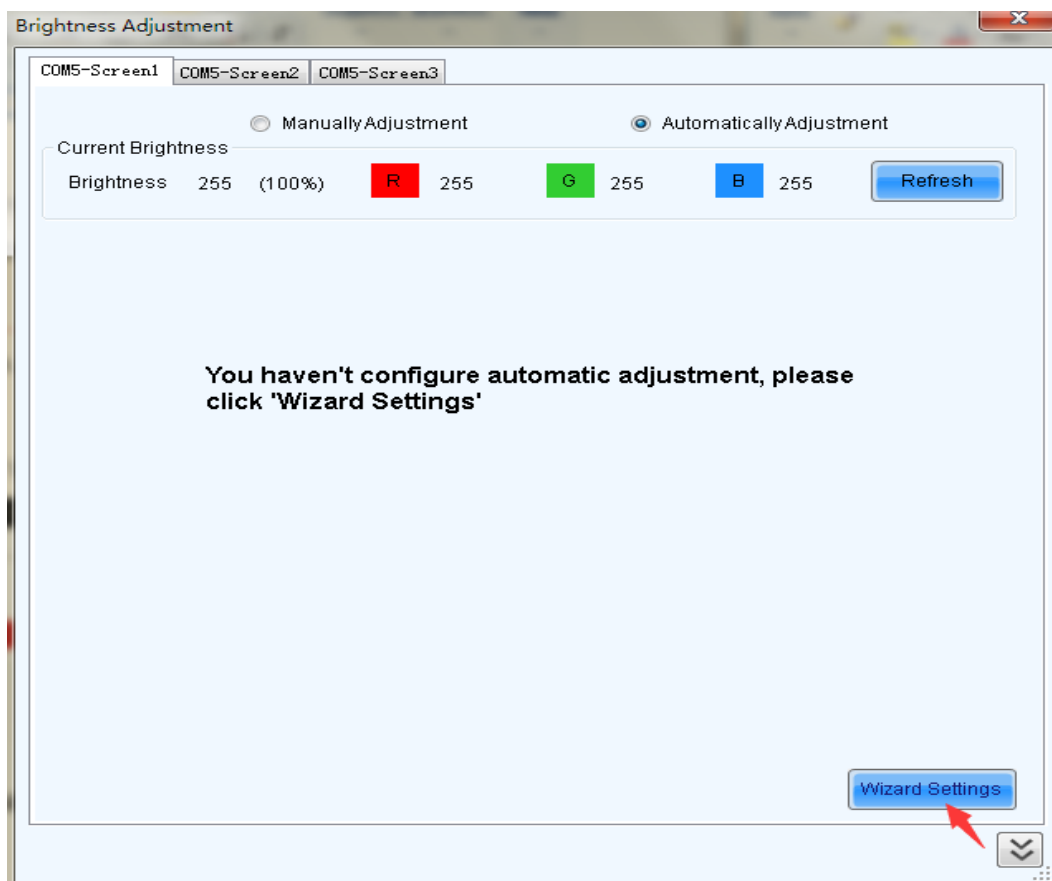 Brightness Adjustment
COM5-Screen1 COM5-Screen2 COM5-Screen3
Manually Adjustment Automatically Adjustment
Current Brightness
Brightness 255 (100%) R 255 G 255 B 255 Refresh
You haven't configure automatic adjustment, please
click 'Wizard Settings'
Wizard Settings